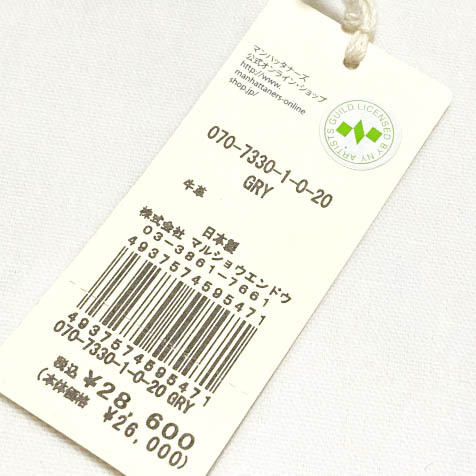 マンハッタナーズ
公式オンライン・ショップ
http://www.
manhattaners-online
shop.jp/
GUILD LICENSED BY NY ARTISTS
070-7330-1-0-20
GRY
牛革
日本製
株式会社 マルショウエンドウ
03-3861-7661
4937574595471
4937574595471
070-7330-1-0-20 GRY
税込 ¥28,600
(本体価格 ¥26,000)